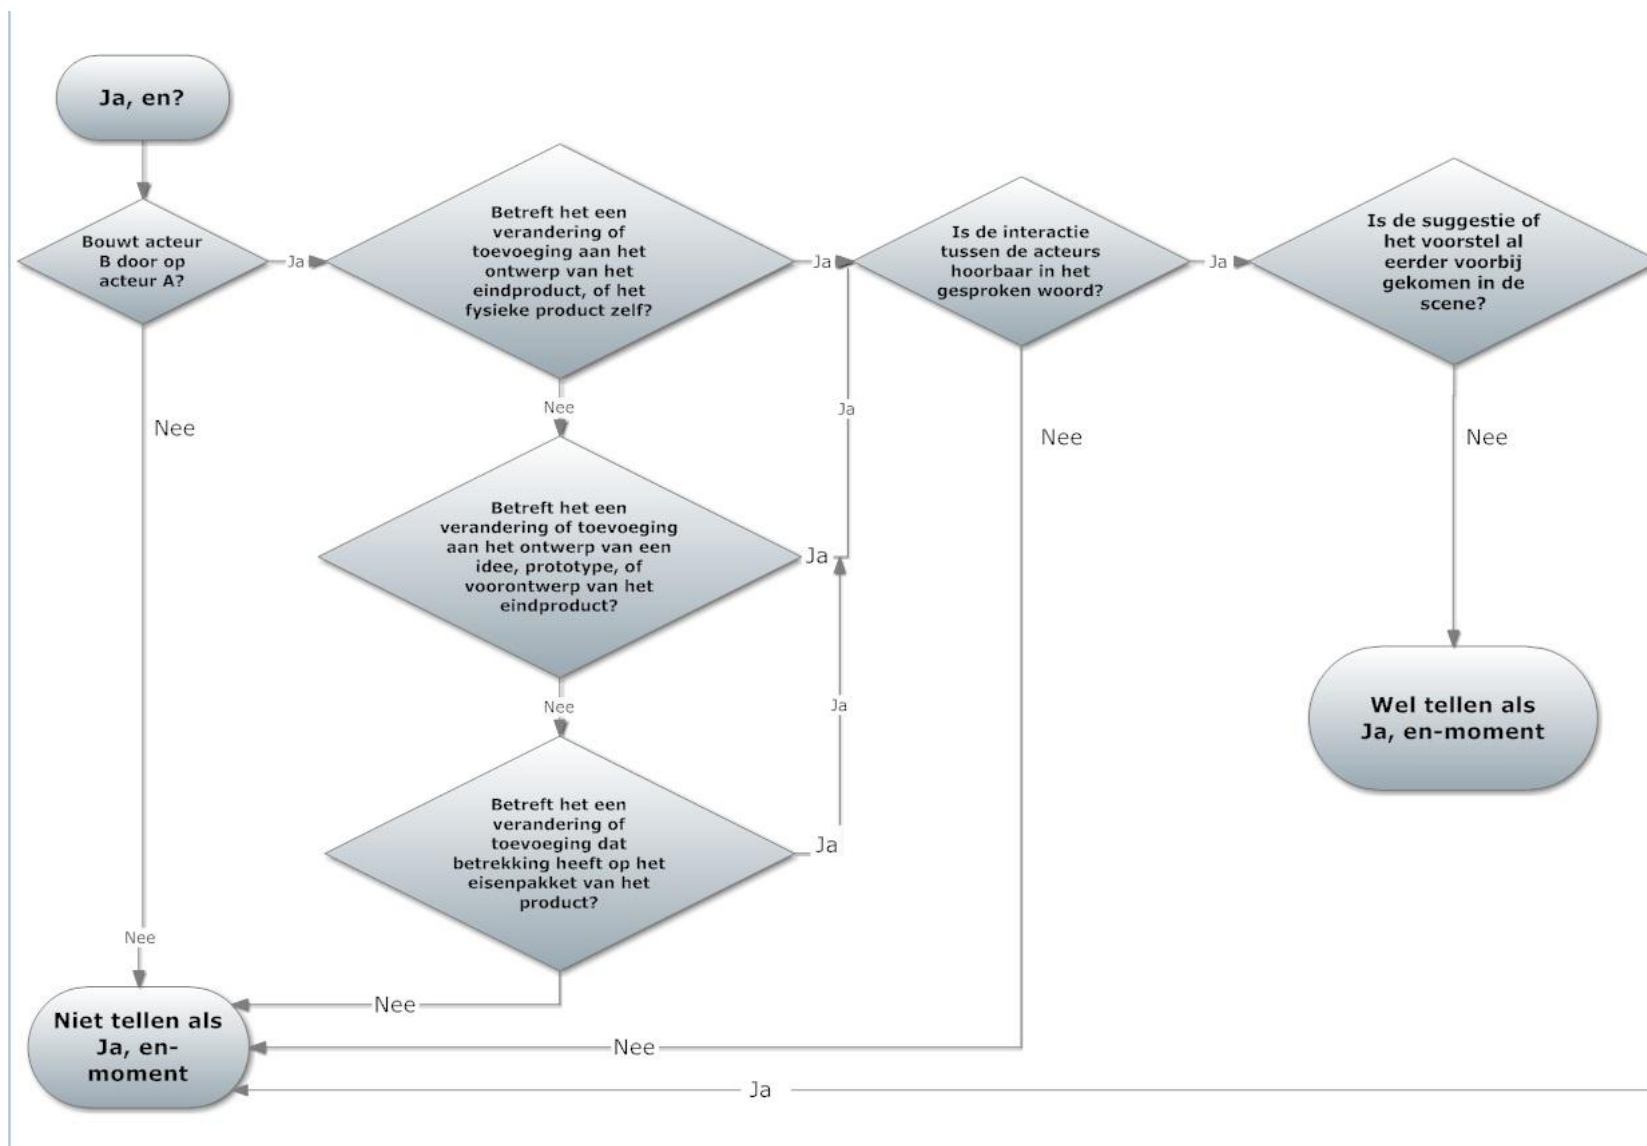 Ja, en?
Bouwt acteur
B door op
acteur A?
Ja
Betreft het een
verandering of
toevoeging aan het
ontwerp van het
eindproduct, of het
fysieke product zelf?
Ja
Is de interactie
tussen de acteurs
hoorbaar in het
gesproken woord?
Ja
Is de suggestie of
het voorstel al
eerder voorbij
gekomen in de
scene?
Nee
Nee
Ja
Nee
Nee
Betreft het een
verandering of toevoeging
aan het ontwerp van een
idee, prototype, of
voorontwerp van het
eindproduct?
Ja
Nee
Ja
Wel tellen als
Ja, en-moment
Betreft het een
verandering of
toevoeging dat
betrekking heeft op het
eisenpakket van het
product?
Ja
Nee
Niet tellen als
Ja, en-
moment
Nee
Nee
Ja